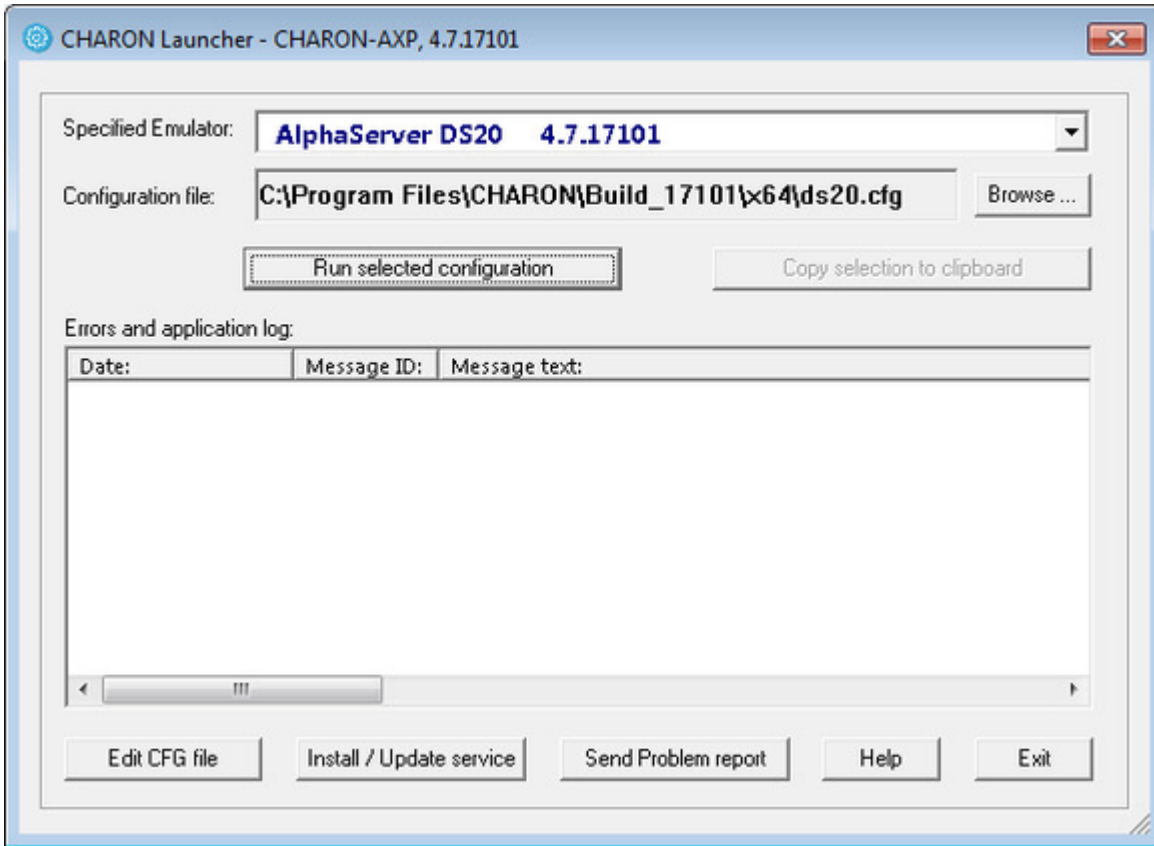 CHARON Launcher - CHARON-AXP, 4.7.17101
Specified Emulator: AlphaServer DS20 4.7.17101
Configuration file: C:\Program Files\CHARON\Build_17101\x64\ds20.cfg Browse ...
Run selected configuration Copy selection to clipboard
Errors and application log:
Date: Message ID: Message text:
Edit CFG file Install / Update service Send Problem report Help Exit